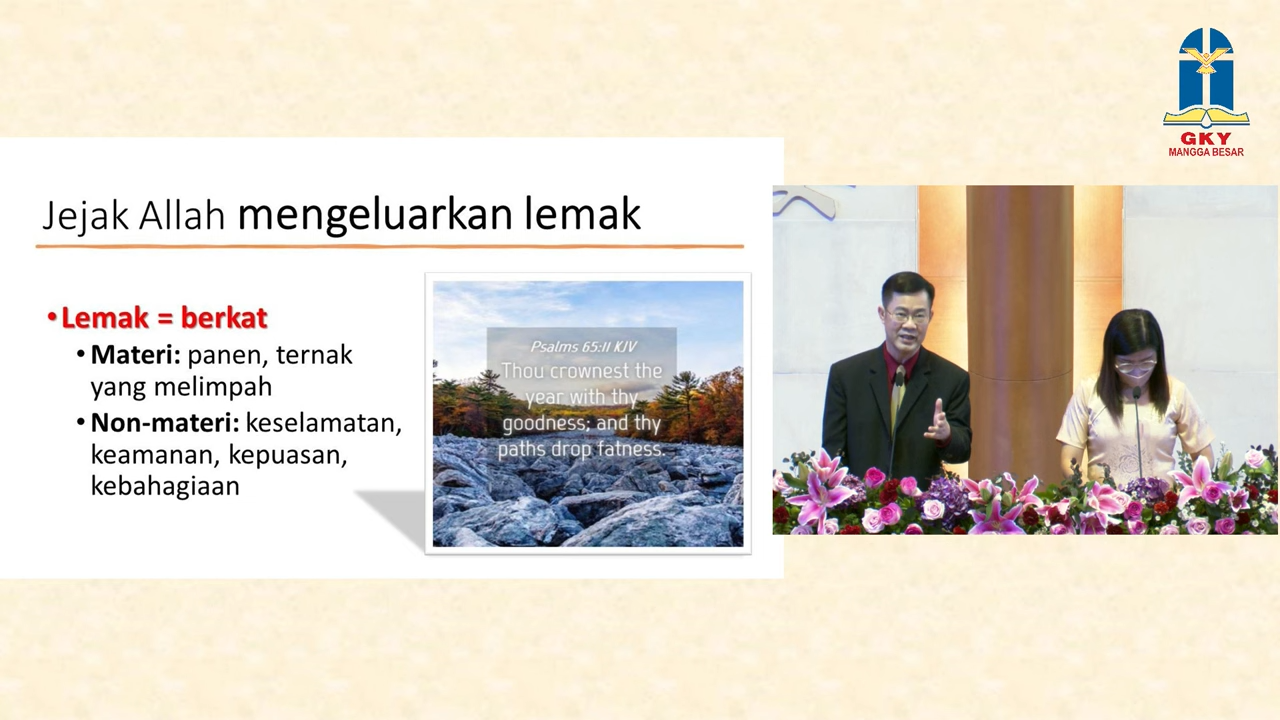 GKY
MANGGA BESAR
Jejak Allah mengeluarkan lemak
•Lemak = berkat
•Materi: panen, ternak
yang melimpah
•Non-materi: keselamatan,
keamanan, kepuasan,
kebahagiaan
Psalms 65:11 KJV
Thou crownest the
year with thy
goodness; and thy
paths drop fatness.